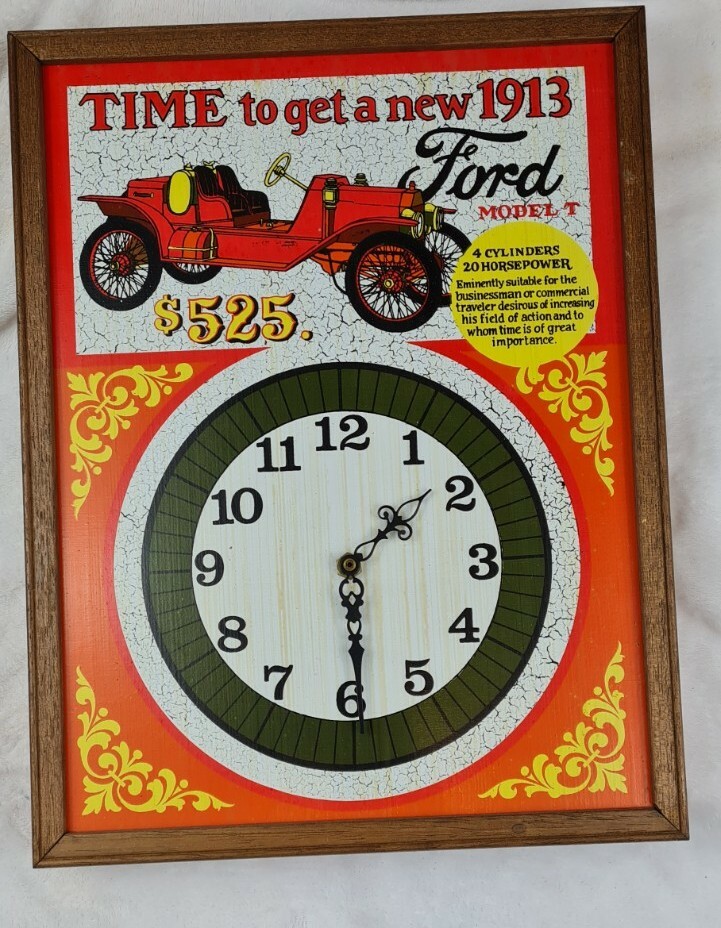 TIME to get a new 1913
Ford
MODEL T
4 CYLINDERS
20 HORSEPOWER
Eminently suitable for the
businessman or commercial
traveler desirous of increasing
his field of action and to
whom time is of great
importance.
$525.
12
11 1
10 2
9 3
8 4
7 5
6